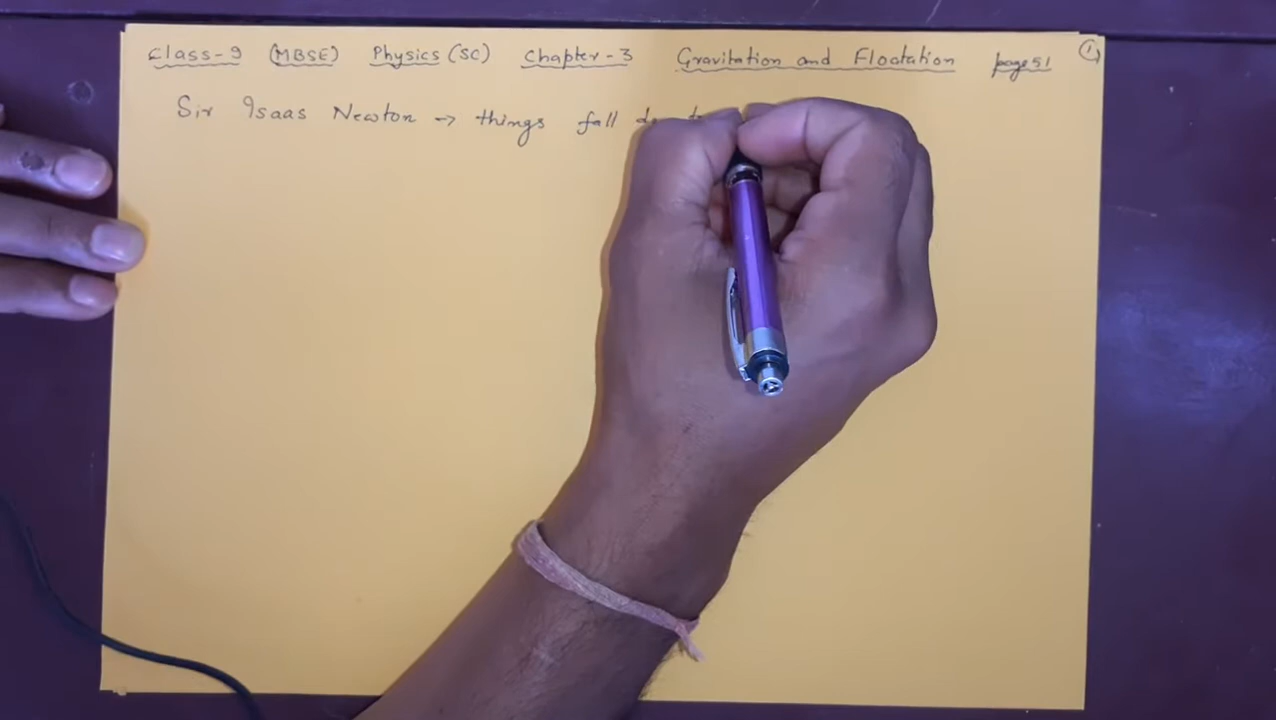 Class-9 (MBSE) Physics (SC) Chapter-3 Gravitation and Floatation page 51 1
Sir Isaas Newton → things fall